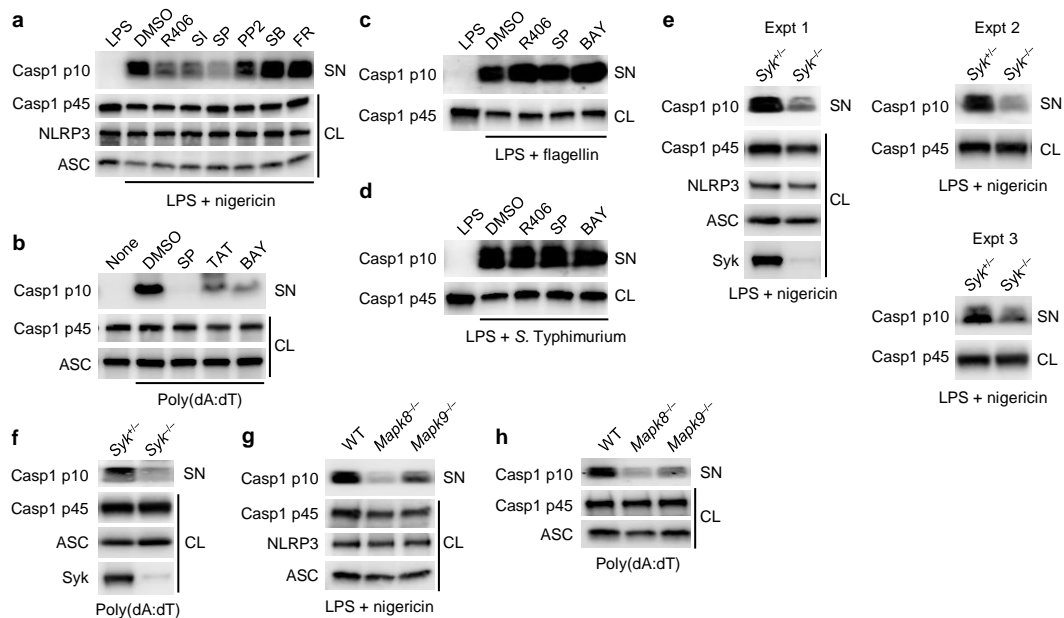 a
LPS DMSO R406 SI SP PP2 SB FR
Casp1 p10 SN
Casp1 p45
NLRP3 CL
ASC
LPS + nigericin
b
None DMSO SP TAT BAY
Casp1 p10 SN
Casp1 p45
CL
ASC
Poly(dA:dT)
c
LPS DMSO R406 SP BAY
Casp1 p10 SN
Casp1 p45 CL
LPS + flagellin
d
LPS DMSO R406 SP BAY
Casp1 p10 SN
Casp1 p45 CL
LPS + S. Typhimurium
e
Expt 1
Syk+/– Syk–/–
Casp1 p10 SN
Casp1 p45
NLRP3
CL
ASC
Syk
LPS + nigericin
Expt 2
Syk+/– Syk–/–
Casp1 p10 SN
Casp1 p45 CL
LPS + nigericin
Expt 3
Syk+/– Syk–/–
Casp1 p10 SN
Casp1 p45 CL
LPS + nigericin
f
Syk+/– Syk–/–
Casp1 p10 SN
Casp1 p45
ASC CL
Syk
Poly(dA:dT)
g
WT Mapk8–/– Mapk9–/–
Casp1 p10 SN
Casp1 p45
NLRP3 CL
ASC
LPS + nigericin
h
WT Mapk8–/– Mapk9–/–
Casp1 p10 SN
Casp1 p45
CL
ASC
Poly(dA:dT)